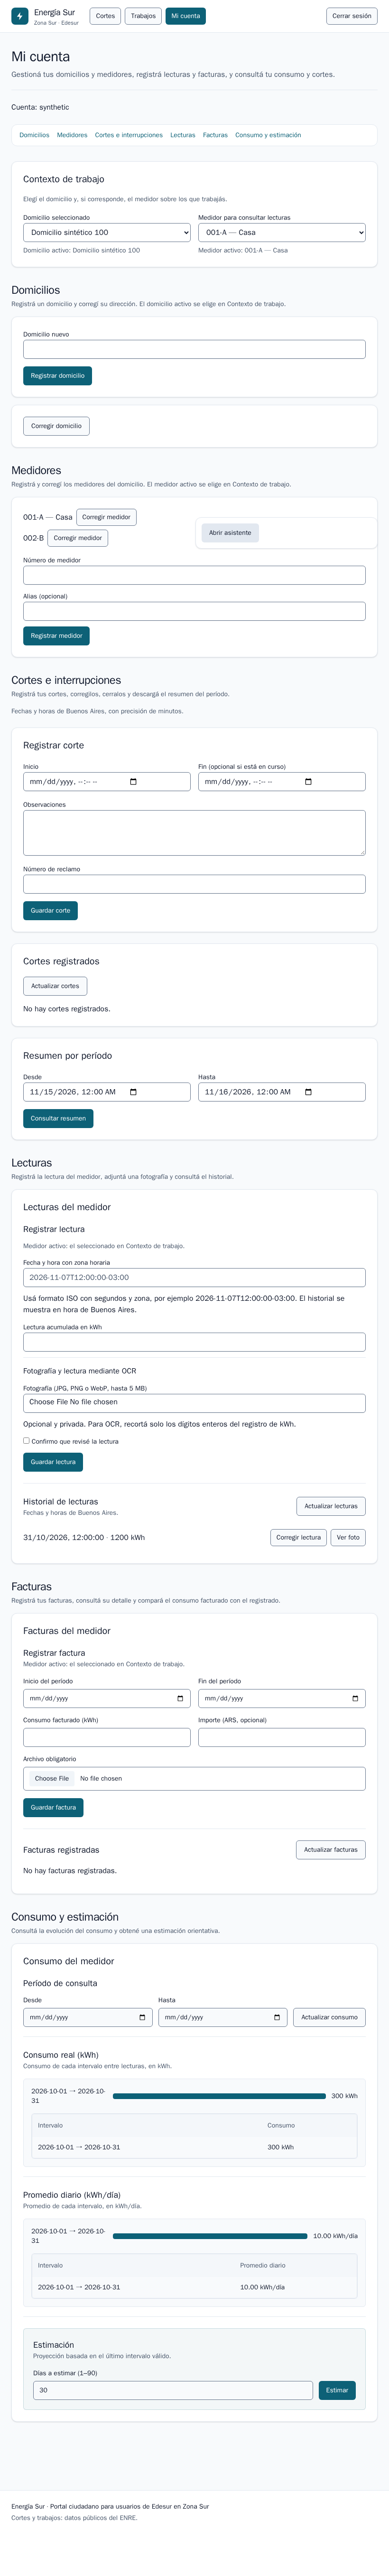 Energía Sur
Zona Sur · Edesur
Cortes
Trabajos
Mi cuenta
Cerrar sesión
Mi cuenta
Gestioná tus domicilios y medidores, registrá lecturas y facturas, y consultá tu consumo y cortes.
Cuenta: synthetic
Domicilios
Medidores
Cortes e interrupciones
Lecturas
Facturas
Consumo y estimación
Contexto de trabajo
Elegí el domicilio y, si corresponde, el medidor sobre los que trabajás.
Domicilio seleccionado
Medidor para consultar lecturas
Domicilio sintético 100
001-A — Casa
Domicilio activo: Domicilio sintético 100
Medidor activo: 001-A — Casa
Domicilios
Registrá un domicilio y corregí su dirección. El domicilio activo se elige en Contexto de trabajo.
Domicilio nuevo
Registrar domicilio
Corregir domicilio
Medidores
Registrá y corregí los medidores del domicilio. El medidor activo se elige en Contexto de trabajo.
001-A — Casa
Corregir medidor
002-B
Corregir medidor
Abrir asistente
Número de medidor
Alias (opcional)
Registrar medidor
Cortes e interrupciones
Registrá tus cortes, corregilos, cerralos y descargá el resumen del período.
Fechas y horas de Buenos Aires, con precisión de minutos.
Registrar corte
Inicio
Fin (opcional si está en curso)
mm/dd/yyyy, --:-- --
mm/dd/yyyy, --:-- --
Observaciones
Número de reclamo
Guardar corte
Cortes registrados
Actualizar cortes
No hay cortes registrados.
Resumen por período
Desde
Hasta
11/15/2026, 12:00 AM
11/16/2026, 12:00 AM
Consultar resumen
Lecturas
Registrá la lectura del medidor, adjuntá una fotografía y consultá el historial.
Lecturas del medidor
Registrar lectura
Medidor activo: el seleccionado en Contexto de trabajo.
Fecha y hora con zona horaria
2026-11-07T12:00:00-03:00
Usá formato ISO con segundos y zona, por ejemplo 2026-11-07T12:00:00-03:00. El historial se
muestra en hora de Buenos Aires.
Lectura acumulada en kWh
Fotografía y lectura mediante OCR
Fotografía (JPG, PNG o WebP, hasta 5 MB)
Choose File No file chosen
Opcional y privada. Para OCR, recortá solo los dígitos enteros del registro de kWh.
Confirmo que revisé la lectura
Guardar lectura
Historial de lecturas
Fechas y horas de Buenos Aires.
Actualizar lecturas
31/10/2026, 12:00:00 · 1200 kWh
Corregir lectura
Ver foto
Facturas
Registrá tus facturas, consultá su detalle y compará el consumo facturado con el registrado.
Facturas del medidor
Registrar factura
Medidor activo: el seleccionado en Contexto de trabajo.
Inicio del período
Fin del período
mm/dd/yyyy
mm/dd/yyyy
Consumo facturado (kWh)
Importe (ARS, opcional)
Archivo obligatorio
Choose File
No file chosen
Guardar factura
Facturas registradas
Actualizar facturas
No hay facturas registradas.
Consumo y estimación
Consultá la evolución del consumo y obtené una estimación orientativa.
Consumo del medidor
Período de consulta
Desde
Hasta
mm/dd/yyyy
mm/dd/yyyy
Actualizar consumo
Consumo real (kWh)
Consumo de cada intervalo entre lecturas, en kWh.
2026-10-01 → 2026-10-
31
300 kWh
Intervalo
Consumo
2026-10-01 → 2026-10-31
300 kWh
Promedio diario (kWh/día)
Promedio de cada intervalo, en kWh/día.
2026-10-01 → 2026-10-
31
10.00 kWh/día
Intervalo
Promedio diario
2026-10-01 → 2026-10-31
10.00 kWh/día
Estimación
Proyección basada en el último intervalo válido.
Días a estimar (1–90)
30
Estimar
Energía Sur · Portal ciudadano para usuarios de Edesur en Zona Sur
Cortes y trabajos: datos públicos del ENRE.